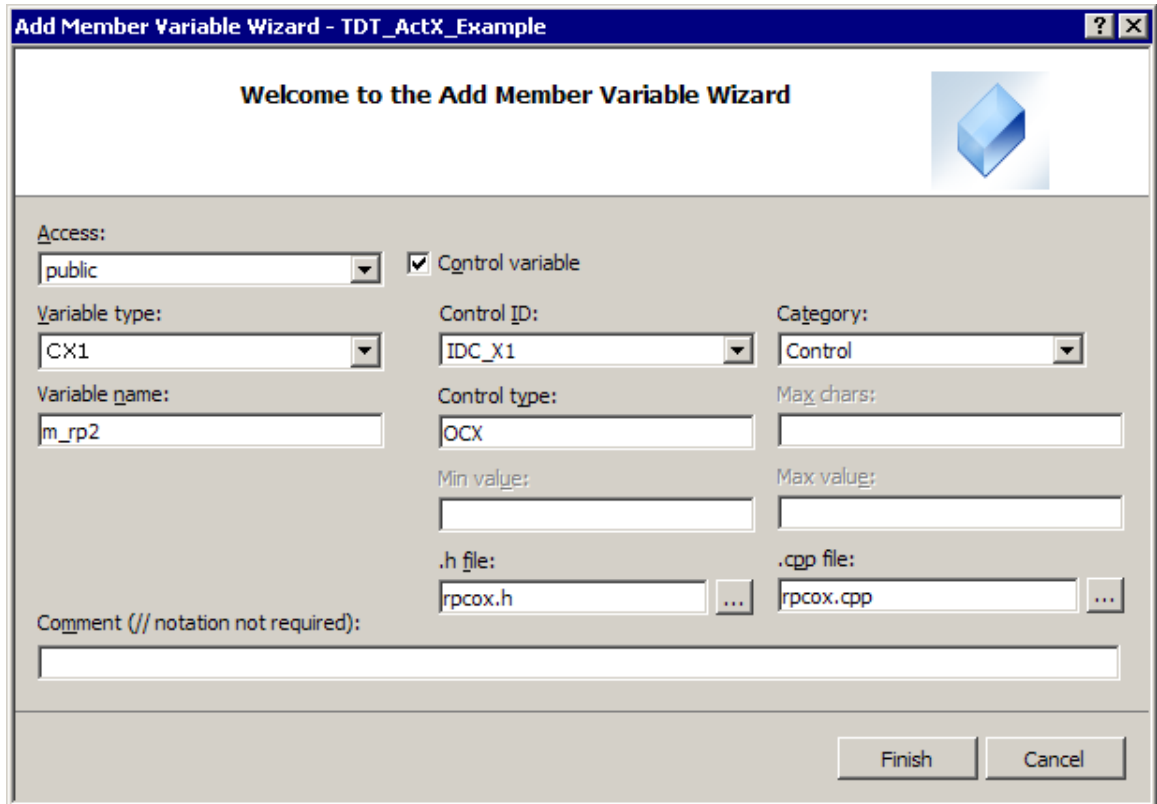 Add Member Variable Wizard - TDT_ActX_Example
Welcome to the Add Member Variable Wizard
Access:
public
Control variable
Variable type:
Control ID:
Category:
CX1
IDC_X1
Control
Variable name:
Control type:
Max chars:
m_rp2
OCX
Min value:
Max value:
.h file:
.cpp file:
rpcox.h
...
rpcox.cpp
...
Comment (// notation not required):
Finish
Cancel